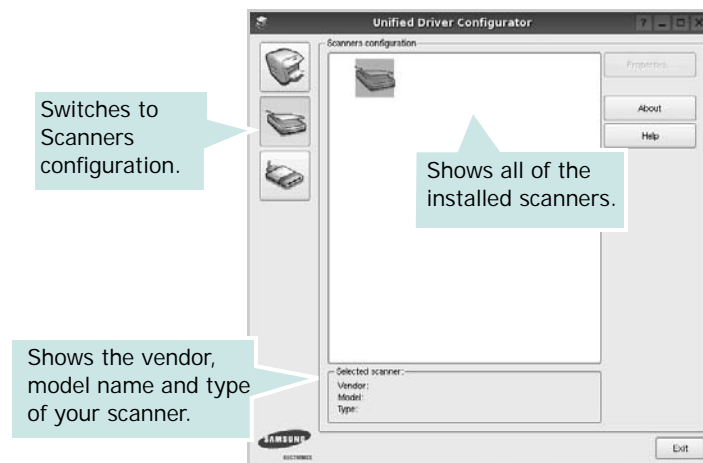 Unified Driver Configurator
Scanners configuration
Properties...
About
Help
Switches to
Scanners
configuration.
Shows all of the
installed scanners.
Shows the vendor,
model name and type
of your scanner.
Selected scanner:
Vendor:
Model:
Type:
SAMSUNG
ELECTRONICS
Exit